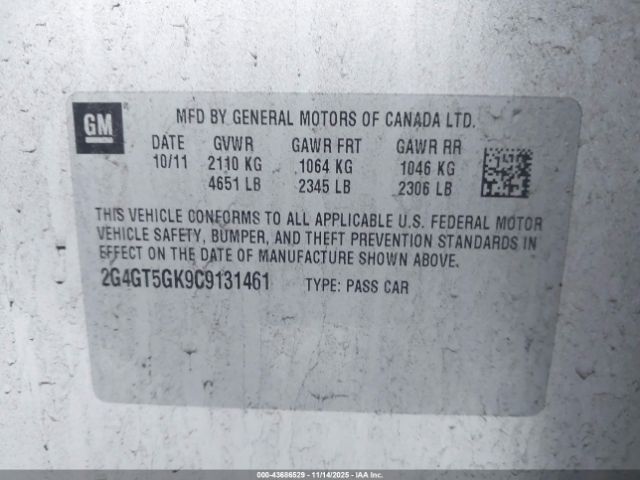 GM
MFD BY GENERAL MOTORS OF CANADA LTD.
DATE GVWR GAWR FRT GAWR RR
10/11 2110 KG 1064 KG 1046 KG
4651 LB 2345 LB 2306 LB
THIS VEHICLE CONFORMS TO ALL APPLICABLE U.S. FEDERAL MOTOR
VEHICLE SAFETY, BUMPER, AND THEFT PREVENTION STANDARDS IN
EFFECT ON THE DATE OF MANUFACTURE SHOWN ABOVE.
2G4GT5GK9C9131461 TYPE: PASS CAR
000-43686529 - 11/14/2025 - IAA Inc.